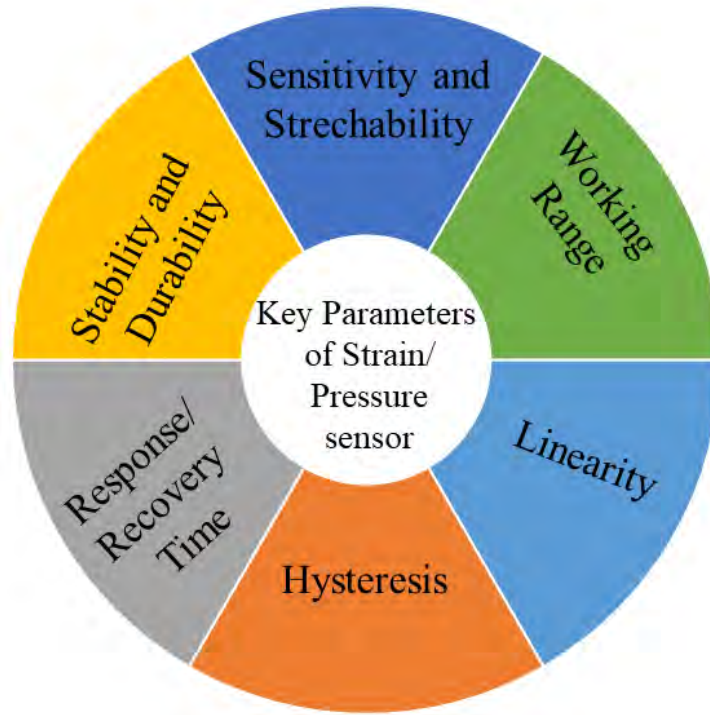 Sensitivity and
Strechability
Working
Range
Linearity
Hysteresis
Response/
Recovery
Time
Stability and
Durability
Key Parameters
of Strain/
Pressure
sensor